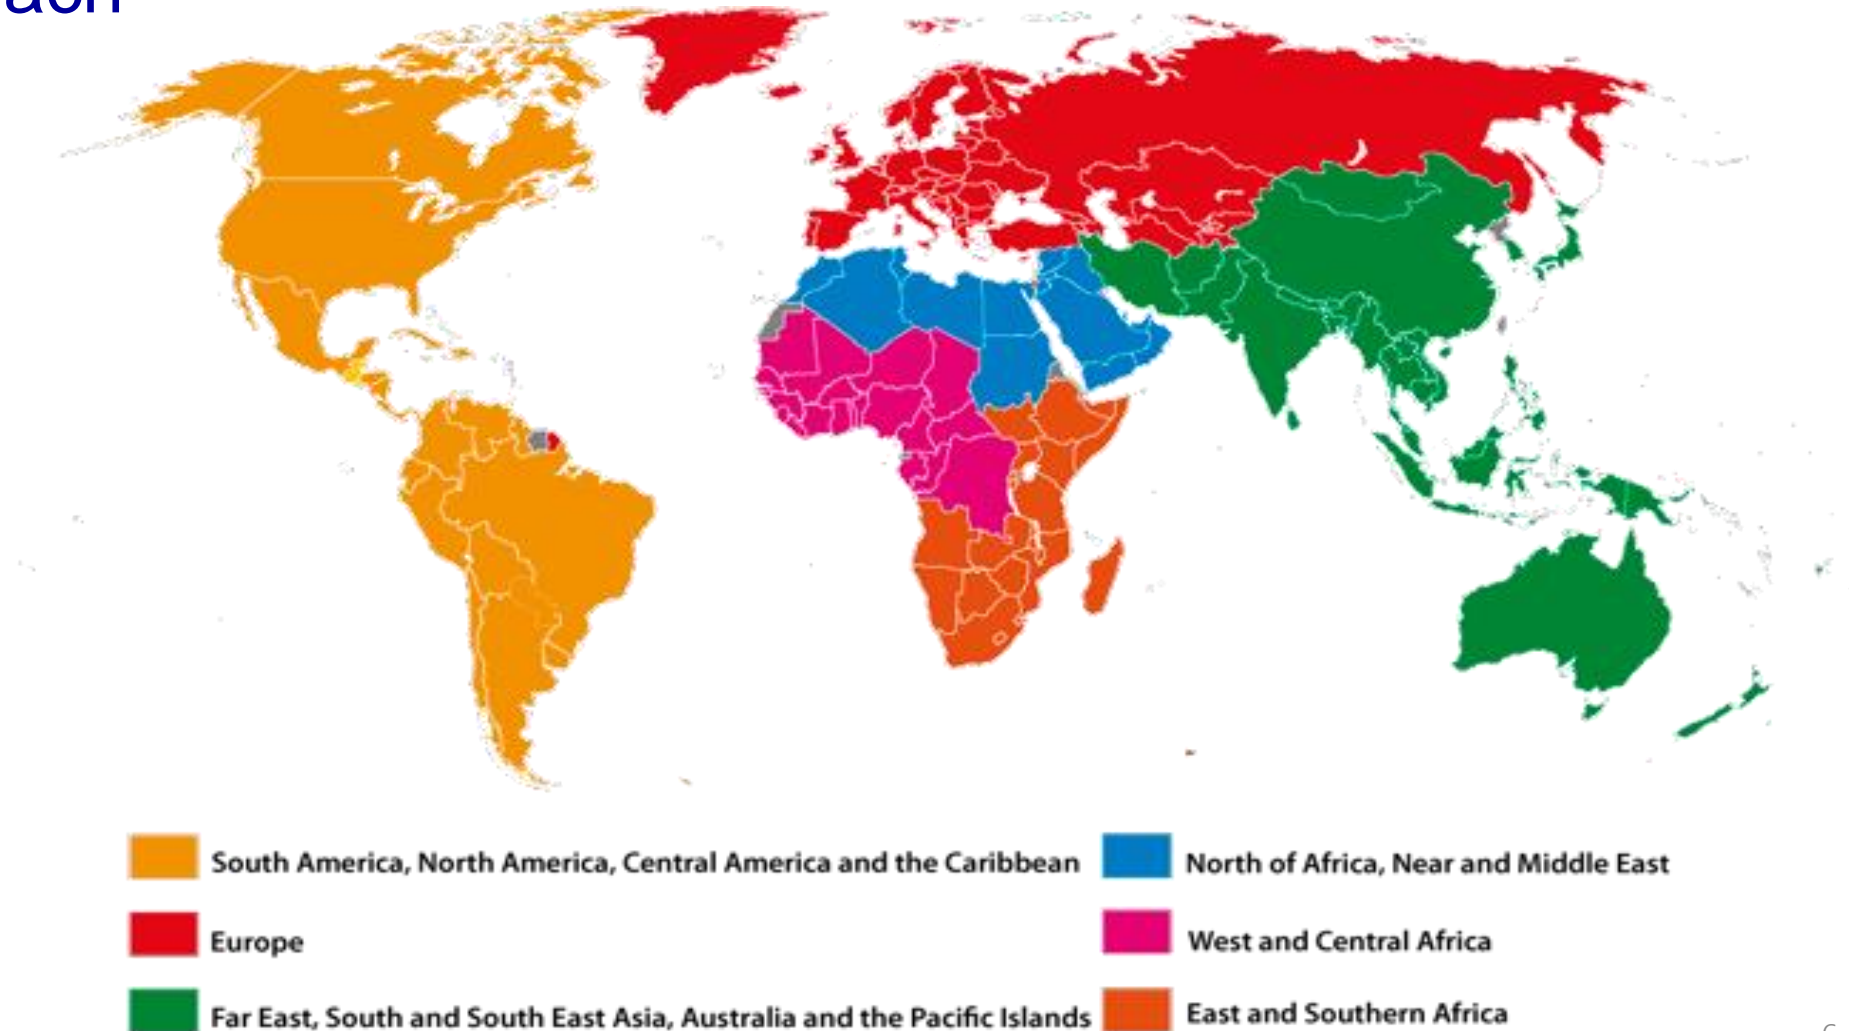 South America, North America, Central America and the Caribbean
Europe
Far East, South and South East Asia, Australia and the Pacific Islands
North of Africa, Near and Middle East
West and Central Africa
East and Southern Africa